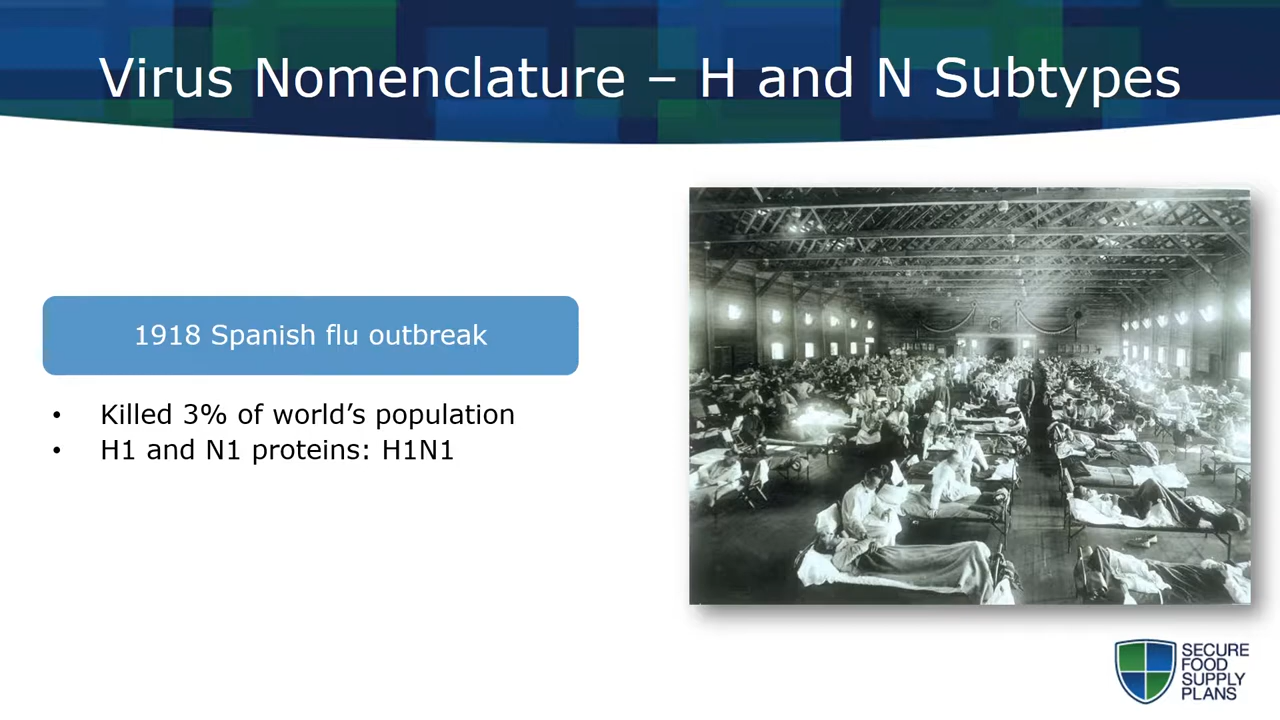 Virus Nomenclature – H and N Subtypes
1918 Spanish flu outbreak
• Killed 3% of world’s population
• H1 and N1 proteins: H1N1
SECURE
FOOD
SUPPLY
PLANS